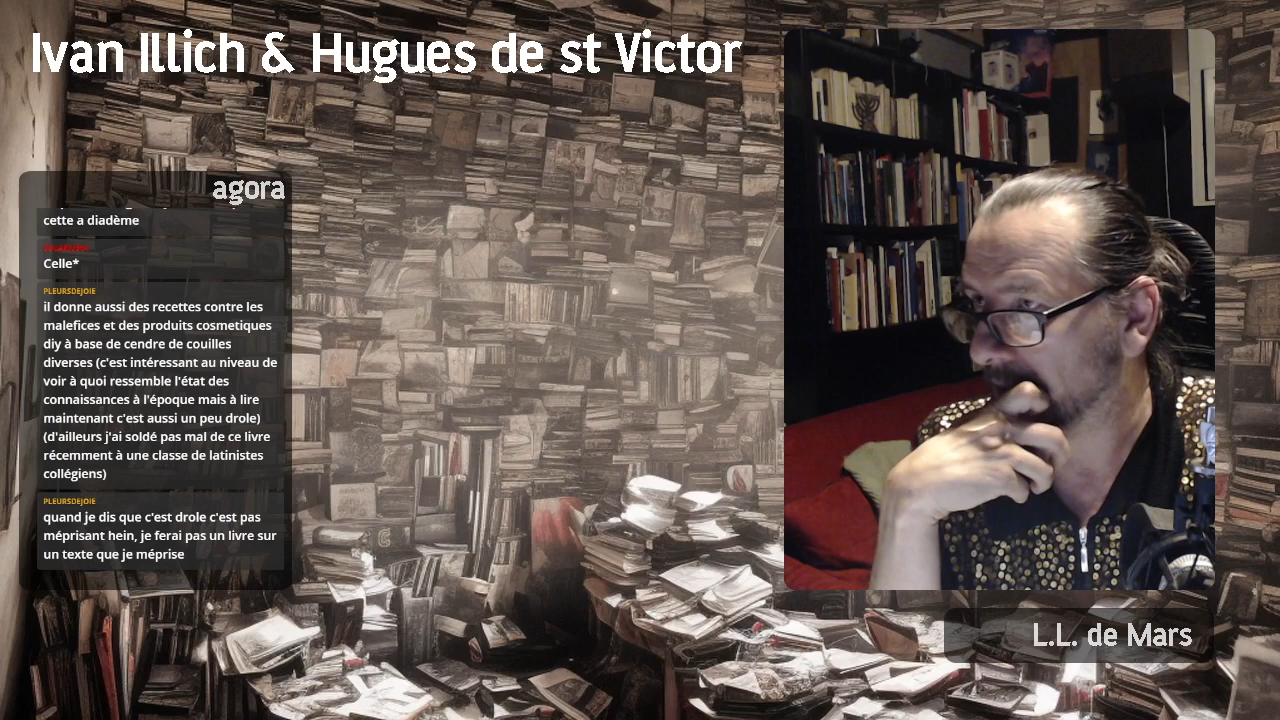 Ivan Illich & Hugues de st Victor
agora
cette a diadème
Celle*
PLEURSDEJOIE
il donne aussi des recettes contre les
malefices et des produits cosmetiques
diy à base de cendre de couilles
diverses (c'est intéressant au niveau de
voir à quoi ressemble l'état des
connaissances à l'époque mais à lire
maintenant c'est aussi un peu drole)
(d'ailleurs j'ai soldé pas mal de ce livre
récemment à une classe de latinistes
collégiens)
PLEURSDEJOIE
quand je dis que c'est drole c'est pas
méprisant hein, je ferai pas un livre sur
un texte que je méprise
L.L. de Mars